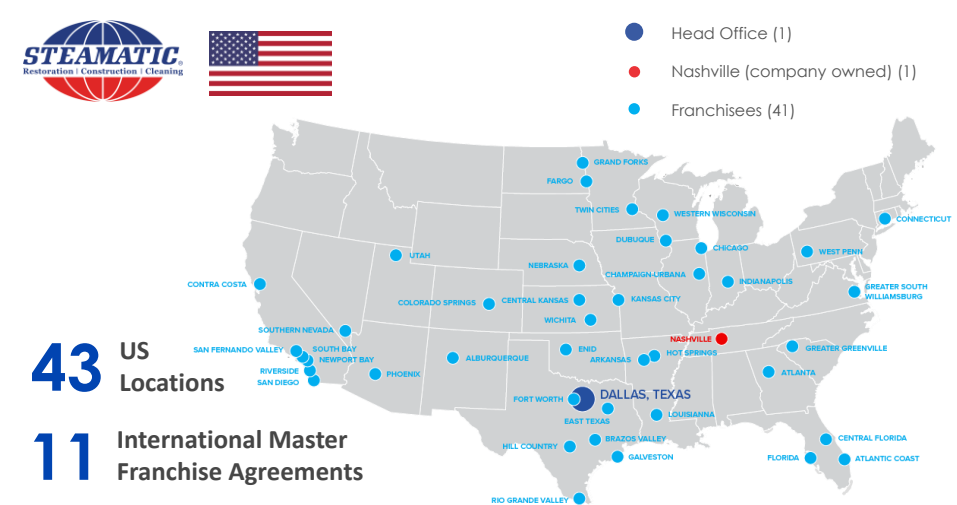 STEAMATIC®
Restoration | Construction | Cleaning
Head Office (1)
Nashville (company owned) (1)
Franchisees (41)
GRAND FORKS
FARGO
TWIN CITIES
WESTERN WISCONSIN
CONNECTICUT
DUBUQUE
CHICAGO
WEST PENN
UTAH
NEBRASKA
CHAMPAIGN-URBANA
INDIANAPOLIS
CONTRA COSTA
GREATER SOUTH
WILLIAMSBURG
COLORADO SPRINGS
CENTRAL KANSAS
KANSAS CITY
WICHITA
SOUTHERN NEVADA
NASHVILLE
SAN FERNANDO VALLEY
SOUTH BAY
NEWPORT BAY
ENID
HOT SPRINGS
GREATER GREENVILLE
ALBURQUERQUE
ARKANSAS
RIVERSIDE
SAN DIEGO
PHOENIX
ATLANTA
FORT WORTH
DALLAS, TEXAS
EAST TEXAS
LOUISIANNA
HILL COUNTRY
BRAZOS VALLEY
GALVESTON
CENTRAL FLORIDA
FLORIDA
ATLANTIC COAST
RIO GRANDE VALLEY
43 US
Locations
11 International Master
Franchise Agreements